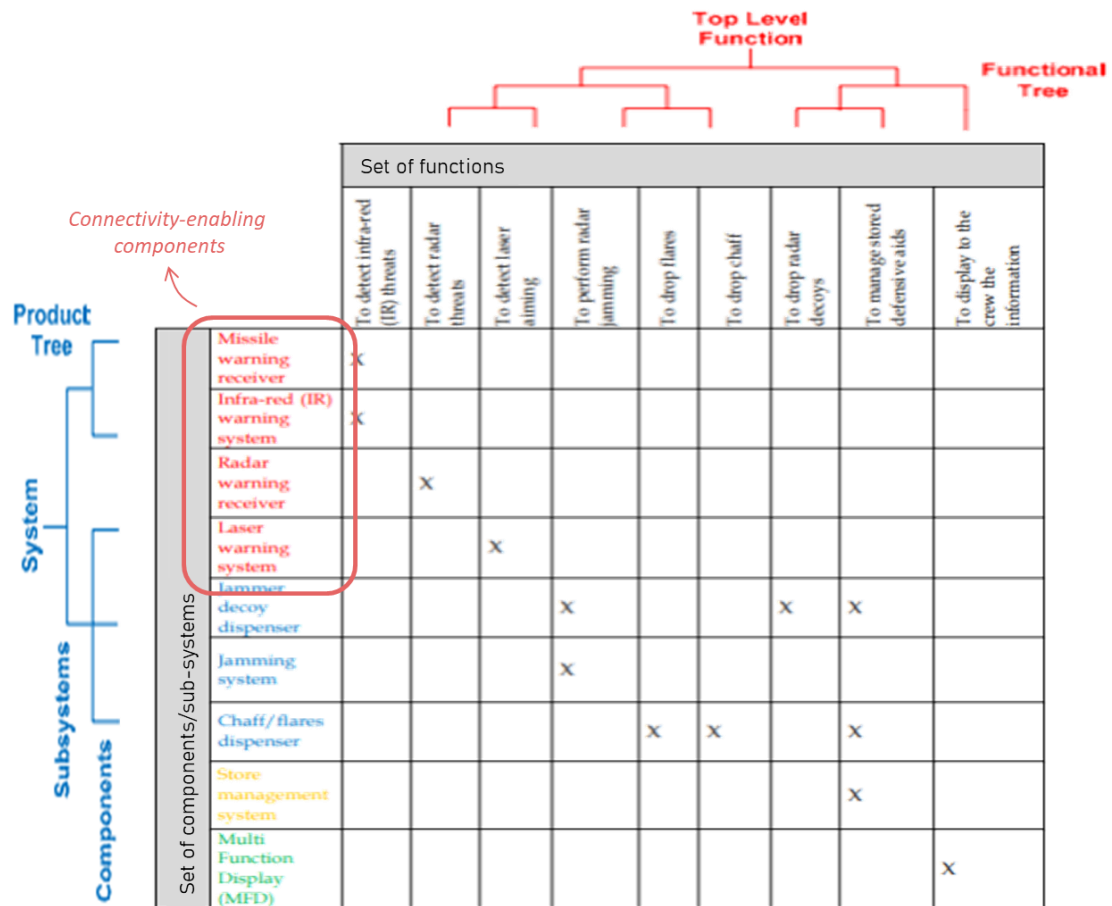 Top Level
Function
Functional
Tree
Set of functions
Connectivity-enabling
components
To detect infra-red
(IR) threats
To detect radar
threats
To detect laser
aiming
To perform radar
jamming
To drop flares
To drop chaff
To drop radar
decoys
To manage stored
defensive aids
To display to the
crew the
information
Product
Tree
System
Subsystems
Components
Set of components/sub-systems
Missile
warning
receiver
x
Infra-red (IR)
warning
system
x
Radar
warning
receiver
x
Laser
warning
system
x
Jammer
decoy
dispenser
x x x
Jamming
system
x
Chaff/flares
dispenser
x x x
Store
management
system
x
Multi
Function
Display
(MFD)
x